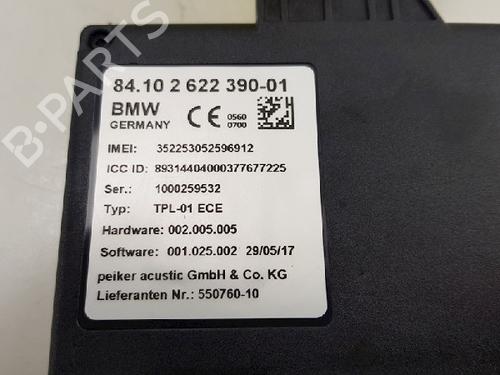 B-PARTS
84.10 2 622 390-01
BMW
GERMANY
CE 0560
0700
IMEI: 352253052596912
ICC ID: 89314404000377677225
Ser.: 1000259532
Typ: TPL-01 ECE
Hardware: 002.005.005
Software: 001.025.002 29/05/17
peiker acustic GmbH & Co. KG
Lieferanten Nr.: 550760-10